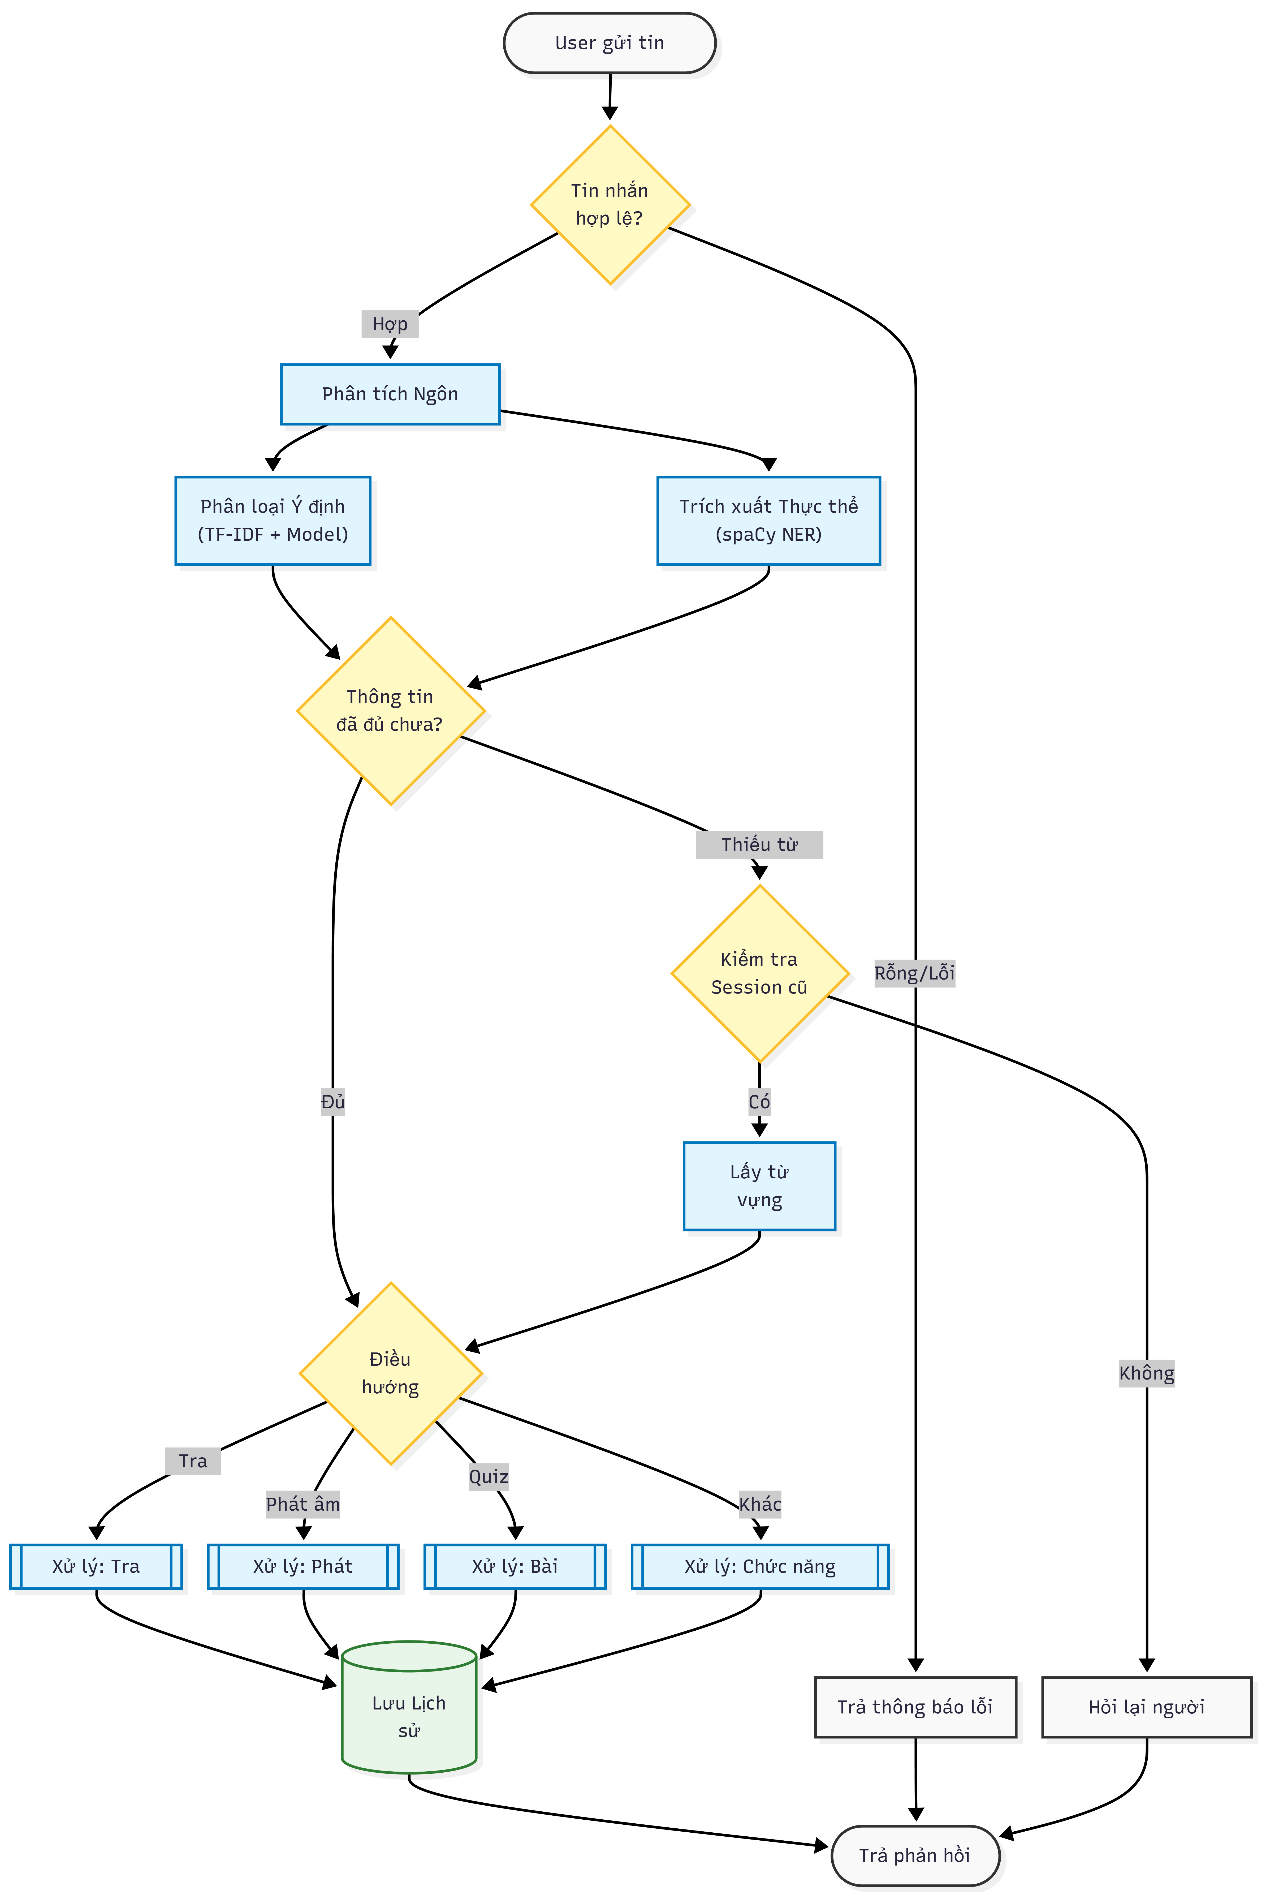 User gửi tin
Tin nhắn
hợp lệ?
Hợp
Phân tích Ngôn
Phân loại Ý định
(TF-IDF + Model)
Trích xuất Thực thể
(spaCy NER)
Thông tin
đã đủ chưa?
Thiếu từ
Kiểm tra
Session cũ
Rỗng/Lỗi
Đủ
Có
Lấy từ
vựng
Điều
hướng
Không
Tra
Phát âm
Quiz
Khác
Xử lý: Tra
Xử lý: Phát
Xử lý: Bài
Xử lý: Chức năng
Lưu Lịch
sử
Trả thông báo lỗi
Hỏi lại người
Trả phản hồi